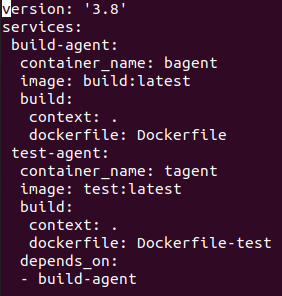 version: '3.8'
services:
 build-agent:
  container_name: bagent
  image: build:latest
  build:
   context: .
   dockerfile: Dockerfile
 test-agent:
  container_name: tagent
  image: test:latest
  build:
   context: .
   dockerfile: Dockerfile-test
  depends_on:
  - build-agent